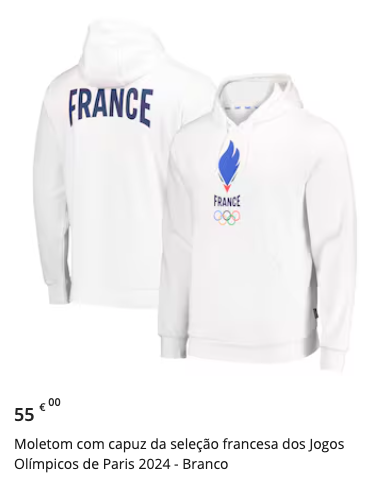 FRANCE
FRANCE
55 € 00
Moletom com capuz da seleção francesa dos Jogos
Olímpicos de Paris 2024 - Branco